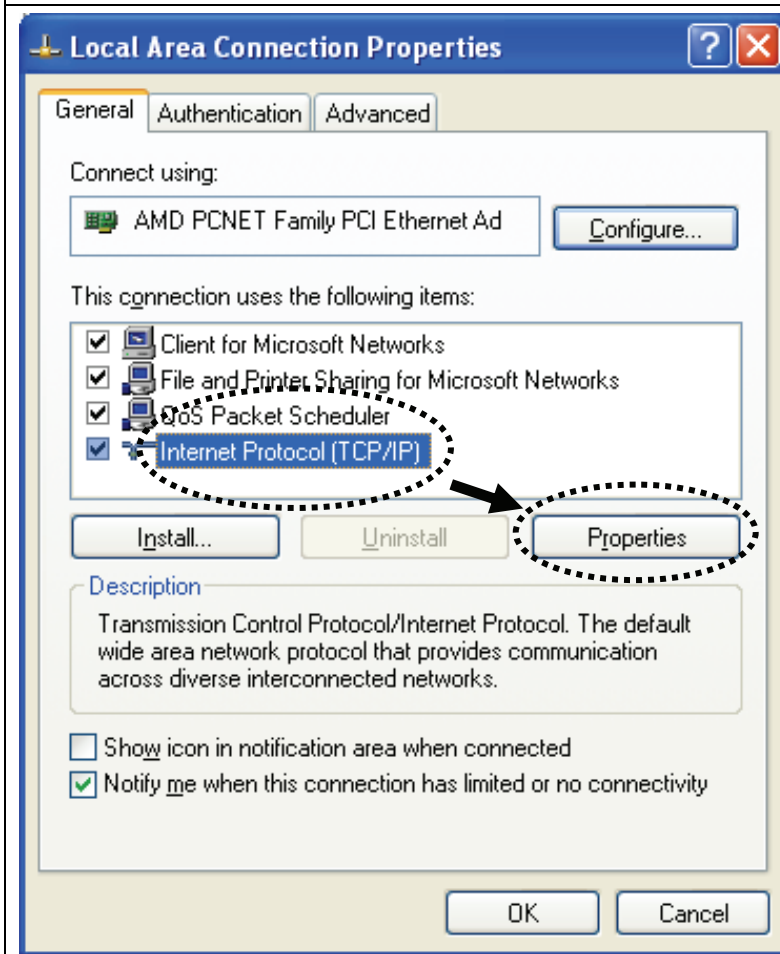 Local Area Connection Properties
General Authentication Advanced
Connect using:
AMD PCNET Family PCI Ethernet Ad Configure...
This connection uses the following items:
Client for Microsoft Networks
File and Printer Sharing for Microsoft Networks
QoS Packet Scheduler
Internet Protocol (TCP/IP)
Install... Uninstall Properties
Description
Transmission Control Protocol/Internet Protocol. The default
wide area network protocol that provides communication
across diverse interconnected networks.
Show icon in notification area when connected
Notify me when this connection has limited or no connectivity
OK Cancel